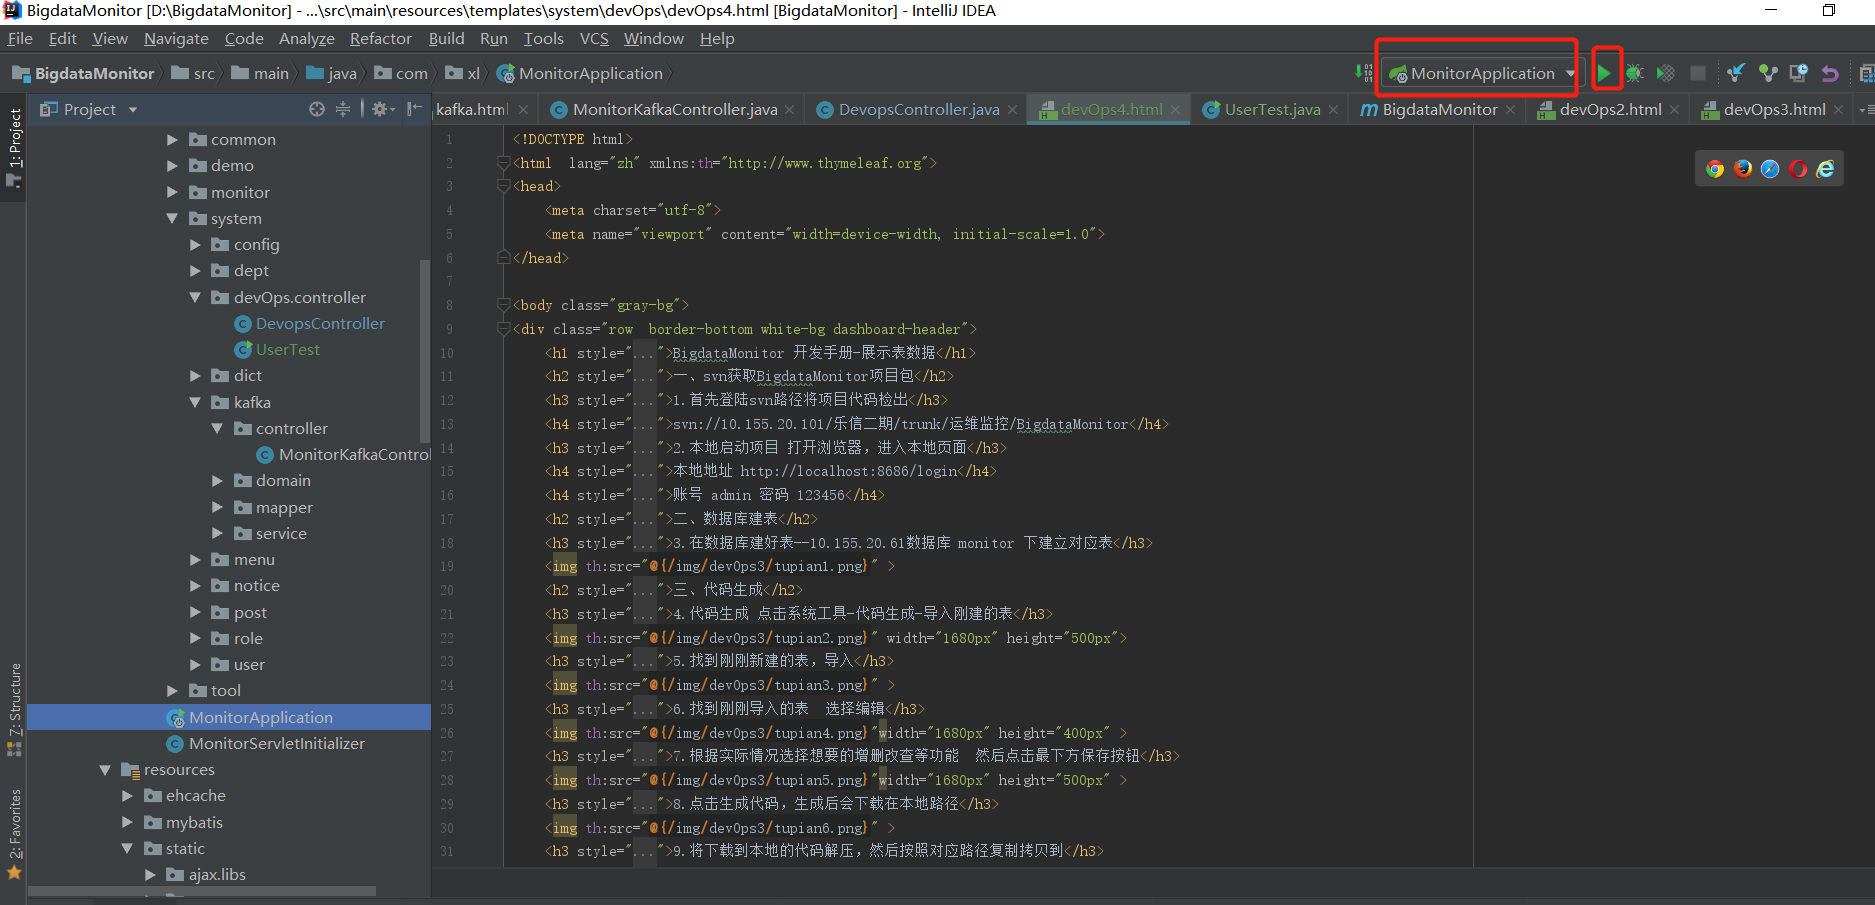 BigdataMonitor [D:\BigdataMonitor] - ...\src\main\resources\templates\system\devOps\devOps4.html [BigdataMonitor] - IntelliJ IDEA
File Edit View Navigate Code Analyze Refactor Build Run Tools VCS Window Help
BigdataMonitor src main java com xl MonitorApplication
MonitorApplication
Project
kafka.html MonitorKafkaController.java DevopsController.java devOps4.html UserTest.java BigdataMonitor devOps2.html devOps3.html
1: Project
7: Structure
2: Favorites
common
demo
monitor
system
config
dept
devOps.controller
DevopsController
UserTest
dict
kafka
controller
MonitorKafkaControl
domain
mapper
service
menu
notice
post
role
user
tool
MonitorApplication
MonitorServletInitializer
resources
ehcache
mybatis
static
ajax.libs
1 <!DOCTYPE html>
2 <html  lang="zh" xmlns:th="http://www.thymeleaf.org">
3 <head>
4 <meta charset="utf-8">
5 <meta name="viewport" content="width=device-width, initial-scale=1.0">
6 </head>
7
8 <body class="gray-bg">
9 <div class="row  border-bottom white-bg dashboard-header">
10 <h1 style="...">BigdataMonitor 开发手册-展示表数据</h1>
11 <h2 style="...">一、svn获取BigdataMonitor项目包</h2>
12 <h3 style="...">1.首先登陆svn路径将项目代码检出</h3>
13 <h4 style="...">svn://10.155.20.101/乐信二期/trunk/运维监控/BigdataMonitor</h4>
14 <h3 style="...">2.本地启动项目 打开浏览器，进入本地页面</h3>
15 <h4 style="...">本地地址 http://localhost:8686/login</h4>
16 <h4 style="...">账号 admin 密码 123456</h4>
17 <h2 style="...">二、数据库建表</h2>
18 <h3 style="...">3.在数据库建好表--10.155.20.61数据库 monitor 下建立对应表</h3>
19 <img th:src="@{/img/devOps3/tupian1.png}" >
20 <h2 style="...">三、代码生成</h2>
21 <h3 style="...">4.代码生成 点击系统工具-代码生成-导入刚建的表</h3>
22 <img th:src="@{/img/devOps3/tupian2.png}" width="1680px" height="500px">
23 <h3 style="...">5.找到刚刚新建的表，导入</h3>
24 <img th:src="@{/img/devOps3/tupian3.png}" >
25 <h3 style="...">6.找到刚刚导入的表  选择编辑</h3>
26 <img th:src="@{/img/devOps3/tupian4.png}"width="1680px" height="400px" >
27 <h3 style="...">7.根据实际情况选择想要的增删改查等功能  然后点击最下方保存按钮</h3>
28 <img th:src="@{/img/devOps3/tupian5.png}"width="1680px" height="500px" >
29 <h3 style="...">8.点击生成代码，生成后会下载在本地路径</h3>
30 <img th:src="@{/img/devOps3/tupian6.png}" >
31 <h3 style="...">9.将下载到本地的代码解压，然后按照对应路径复制拷贝到</h3>